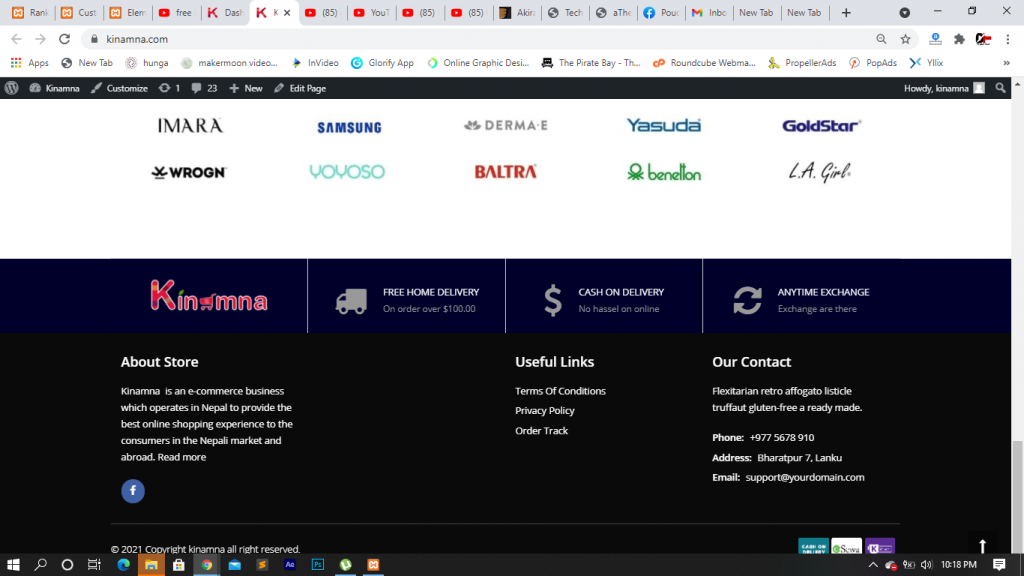 Rank
Cust
Elem
free
Dash
K
(85)
YouT
(85)
(85)
Akir
Tech
aThe
Pouc
Inbo
New Tab
New Tab
kinamna.com
Apps
New Tab
hunga
makermoon video...
InVideo
Glorify App
Online Graphic Desi...
The Pirate Bay - Th...
Roundcube Webma...
PropellerAds
PopAds
Yllix
Kinamna
Customize
1
23
New
Edit Page
Howdy, kinamna
IMARA
SAMSUNG
DERMA·E
Yasuda
GOLDSTAR
WROGN
YOYOSO
BALTRA
benetton
L.A. Girl
Kinamna
FREE HOME DELIVERY
On order over $100.00
CASH ON DELIVERY
No hassel on online
ANYTIME EXCHANGE
Exchange are there
About Store
Kinamna is an e-commerce business
which operates in Nepal to provide the
best online shopping experience to the
consumers in the Nepali market and
abroad. Read more
Useful Links
Terms Of Conditions
Privacy Policy
Order Track
Our Contact
Flexitarian retro affogato listicle
truffaut gluten-free a ready made.
Phone: +977 5678 910
Address: Bharatpur 7, Lanku
Email: support@yourdomain.com
© 2021 Copyright kinamna all right reserved.
CASH ON
DELIVERY
eSewa
10:18 PM